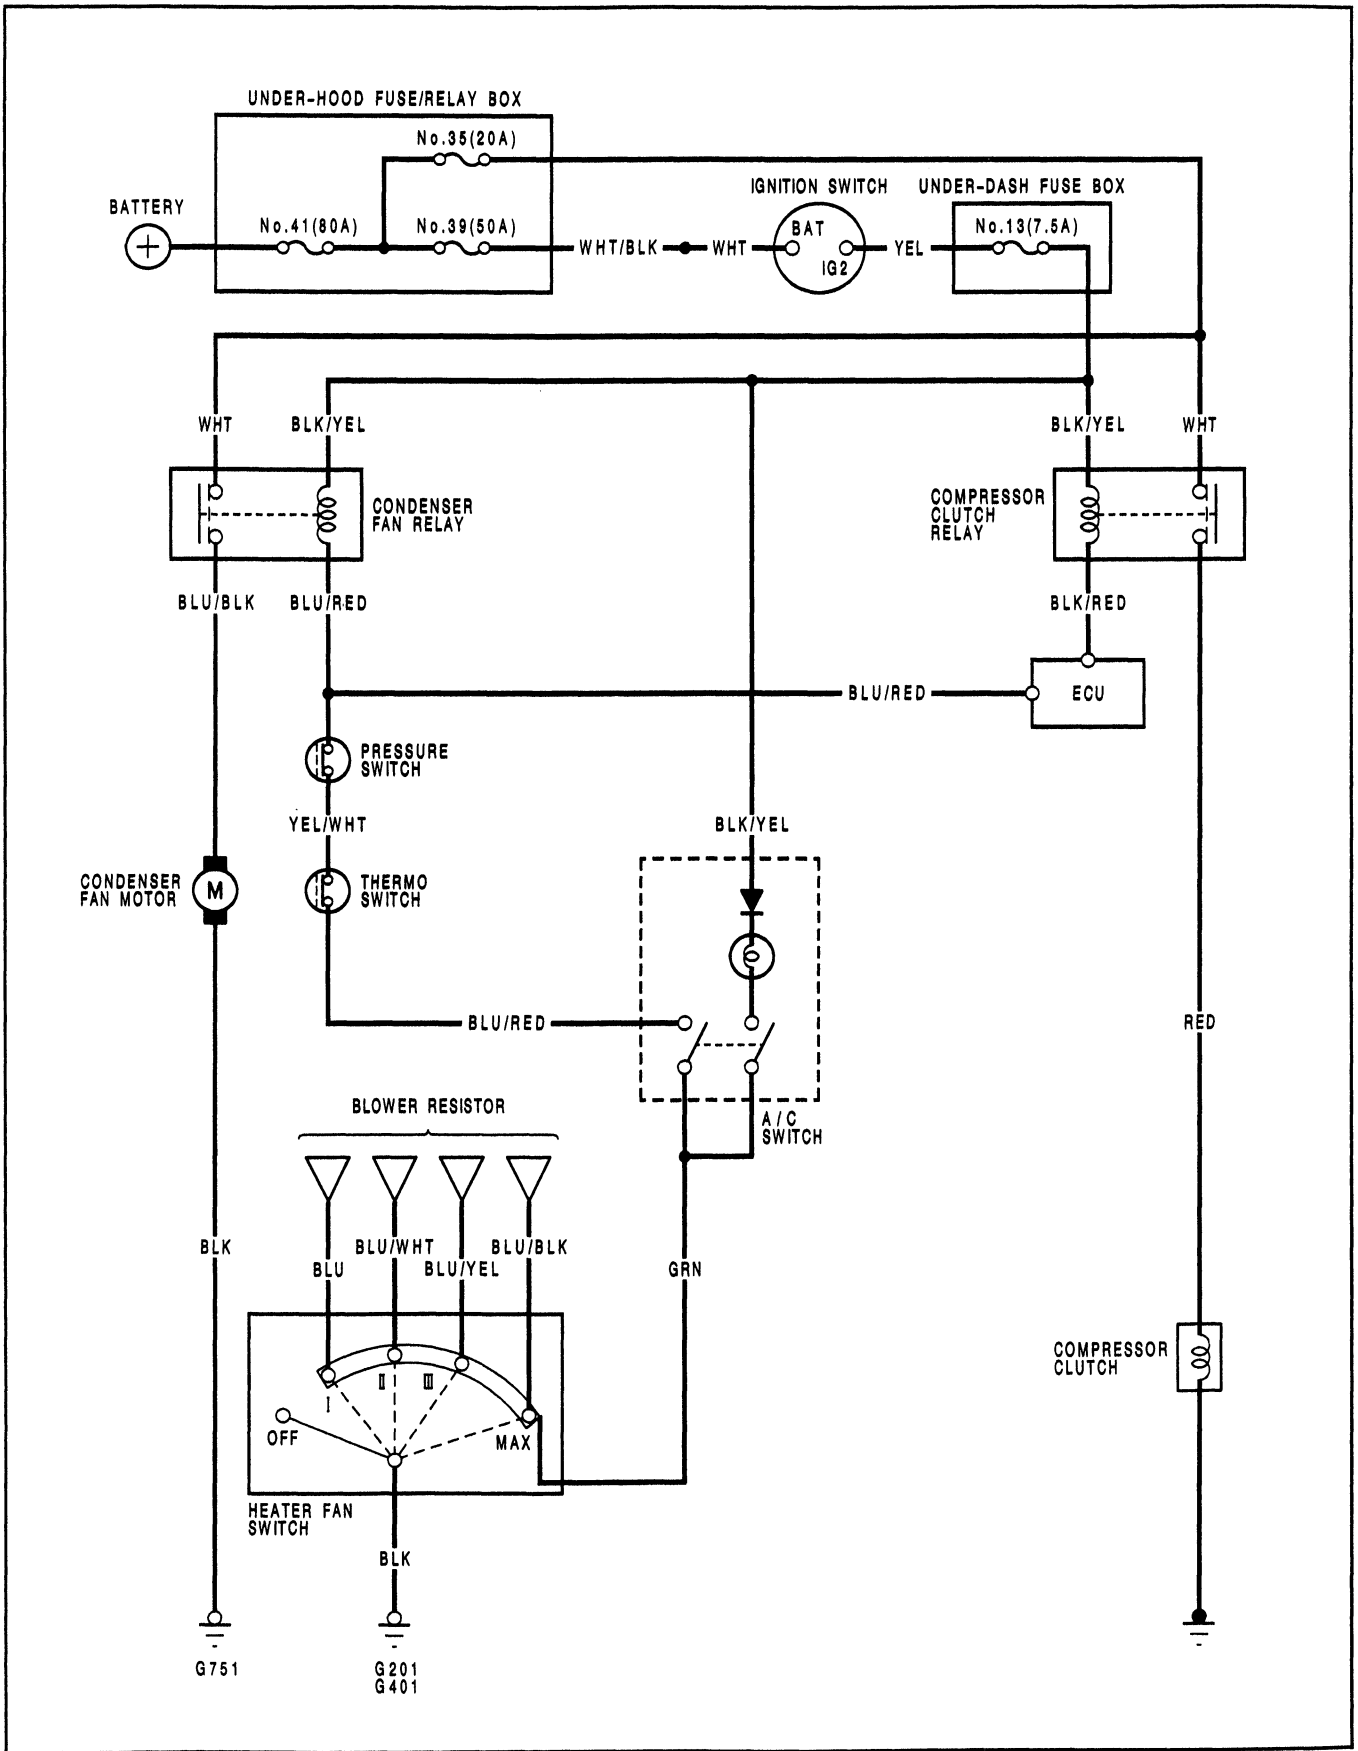 UNDER-HOOD FUSE/RELAY BOX
No.35(20A)
IGNITION SWITCH
UNDER-DASH FUSE BOX
BATTERY
No.41(80A)
No.39(50A)
BAT
No.13(7.5A)
+
WHT/BLK
WHT
YEL
IG2
WHT
BLK/YEL
BLK/YEL
WHT
CONDENSER
FAN RELAY
COMPRESSOR
CLUTCH
RELAY
BLU/BLK
BLU/RED
BLK/RED
BLU/RED
ECU
PRESSURE
SWITCH
YEL/WHT
BLK/YEL
CONDENSER
FAN MOTOR
M
THERMO
SWITCH
BLU/RED
RED
BLOWER RESISTOR
A/C
SWITCH
BLK
BLU/WHT
BLU/BLK
BLU
BLU/YEL
GRN
COMPRESSOR
CLUTCH
I
II
III
OFF
MAX
HEATER FAN
SWITCH
BLK
G751
G201
G401